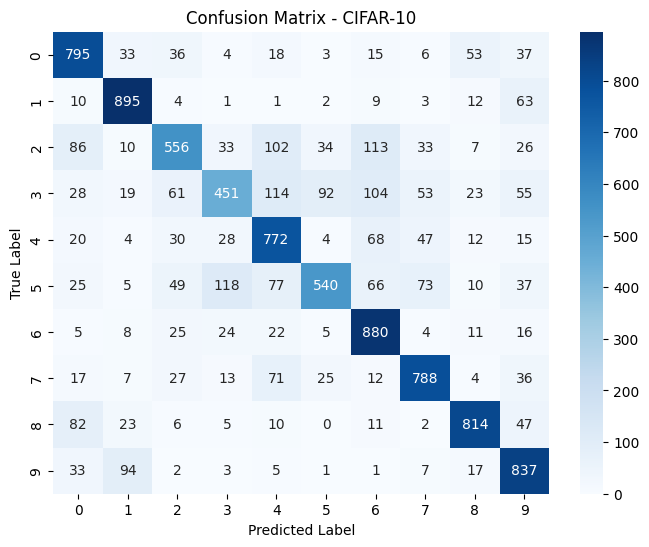 Confusion Matrix - CIFAR-10
0 795 33 36 4 18 3 15 6 53 37
1 10 895 4 1 1 2 9 3 12 63
2 86 10 556 33 102 34 113 33 7 26
3 28 19 61 451 114 92 104 53 23 55
4 20 4 30 28 772 4 68 47 12 15
5 25 5 49 118 77 540 66 73 10 37
6 5 8 25 24 22 5 880 4 11 16
7 17 7 27 13 71 25 12 788 4 36
8 82 23 6 5 10 0 11 2 814 47
9 33 94 2 3 5 1 1 7 17 837
0 1 2 3 4 5 6 7 8 9
Predicted Label
True Label
800
700
600
500
400
300
200
100
0